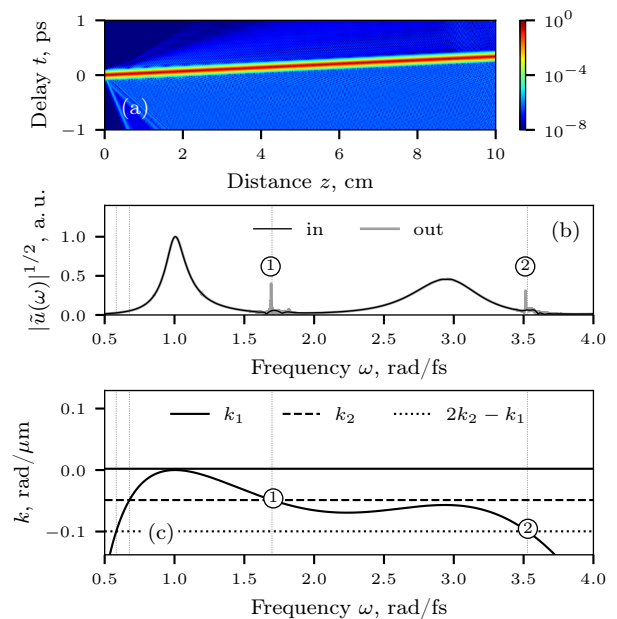 Delay t, ps
1
0
−1
(a)
0 2 4 6 8 10
Distance z, cm
10⁰
10⁻⁴
10⁻⁸
|ũ(ω)|^{1/2}, a. u.
1.0
0.5
0.0
in out (b)
1 2
0.5 1.0 1.5 2.0 2.5 3.0 3.5 4.0
Frequency ω, rad/fs
k, rad/μm
0.1
0.0
−0.1
k₁ k₂ 2k₂ − k₁
1
2
(c)
0.5 1.0 1.5 2.0 2.5 3.0 3.5 4.0
Frequency ω, rad/fs